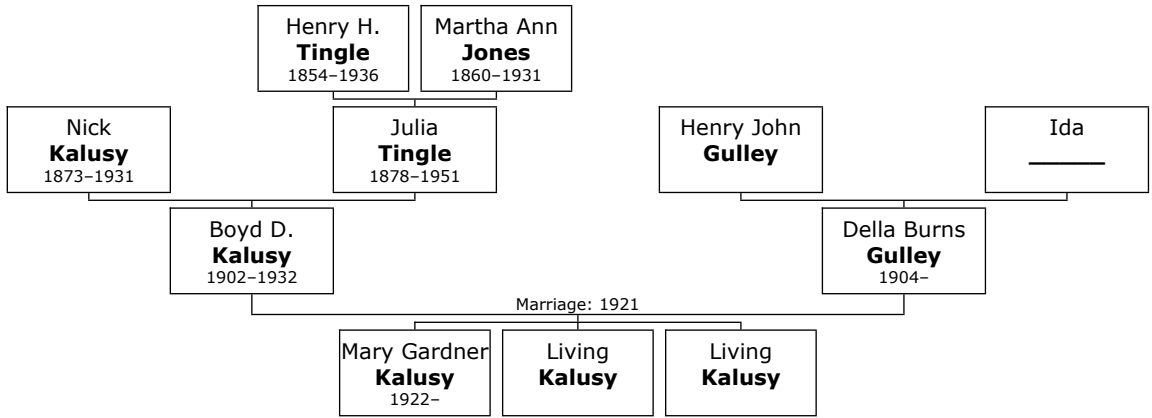 Henry H.
Tingle
1854–1936
Martha Ann
Jones
1860–1931
Nick
Kalusy
1873–1931
Julia
Tingle
1878–1951
Henry John
Gulley
Ida
______
Boyd D.
Kalusy
1902–1932
Della Burns
Gulley
1904–
Marriage: 1921
Mary Gardner
Kalusy
1922–
Living
Kalusy
Living
Kalusy